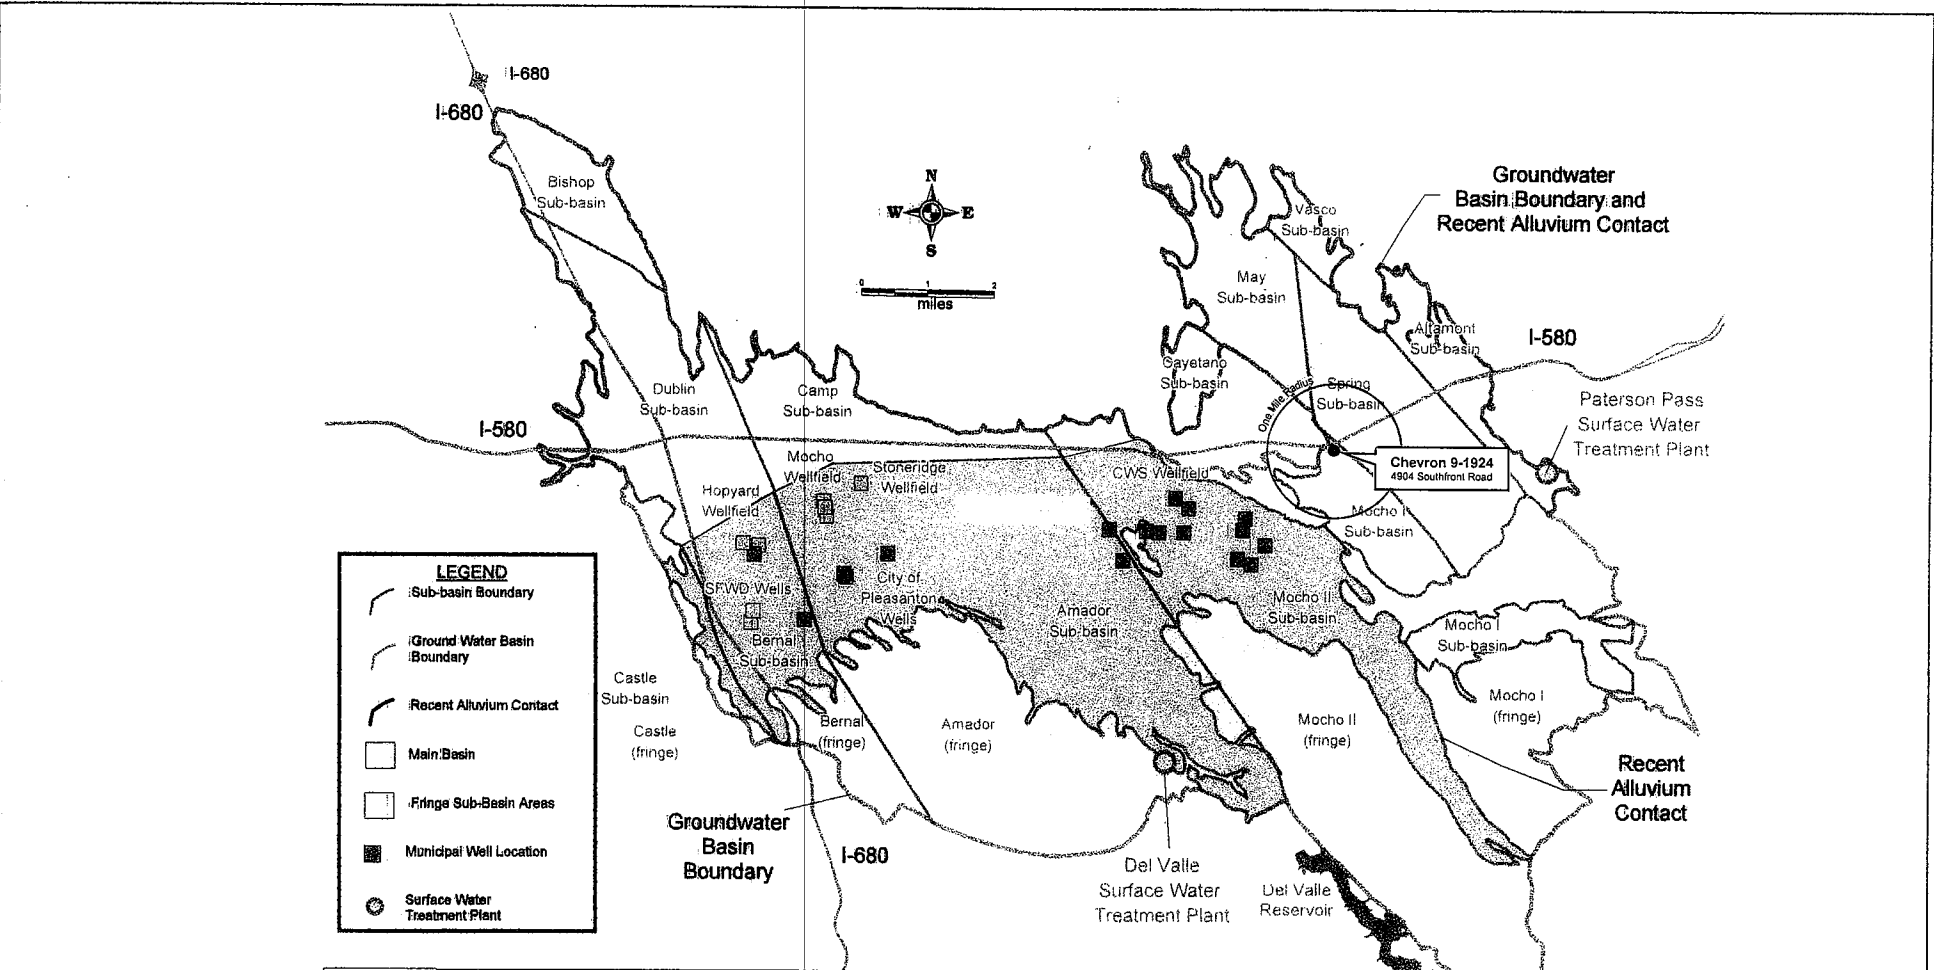 I-680
I-680
Bishop
Sub-basin
N
W
E
S
0 1 2
miles
Groundwater
Basin Boundary and
Recent Alluvium Contact
Vasco
Sub-basin
May
Sub-basin
Altamont
Sub-basin
I-580
Gayetano
Sub-basin
One Mile Radius
Spring
Sub-basin
Paterson Pass
Surface Water
Treatment Plant
Dublin
Sub-basin
Camp
Sub-basin
I-580
Chevron 9-1924
4904 Southfront Road
Mocho
Wellfield
Stoneridge
Wellfield
CWS Wellfield
Hopyard
Wellfield
Mocho I
Sub-basin
LEGEND
Sub-basin Boundary
Ground Water Basin
Boundary
Recent Alluvium Contact
Main Basin
Fringe Sub-Basin Areas
Municipal Well Location
Surface Water
Treatment Plant
SFWD Wells
City of
Pleasanton
Wells
Bernal
Sub-basin
Amador
Sub-basin
Mocho II
Sub-basin
Mocho I
Sub-basin
Castle
Sub-basin
Castle
(fringe)
Bernal
(fringe)
Amador
(fringe)
Mocho II
(fringe)
Mocho I
(fringe)
Recent
Alluvium
Contact
Groundwater
Basin
Boundary
I-680
Del Valle
Surface Water
Treatment Plant
Del Valle
Reservoir